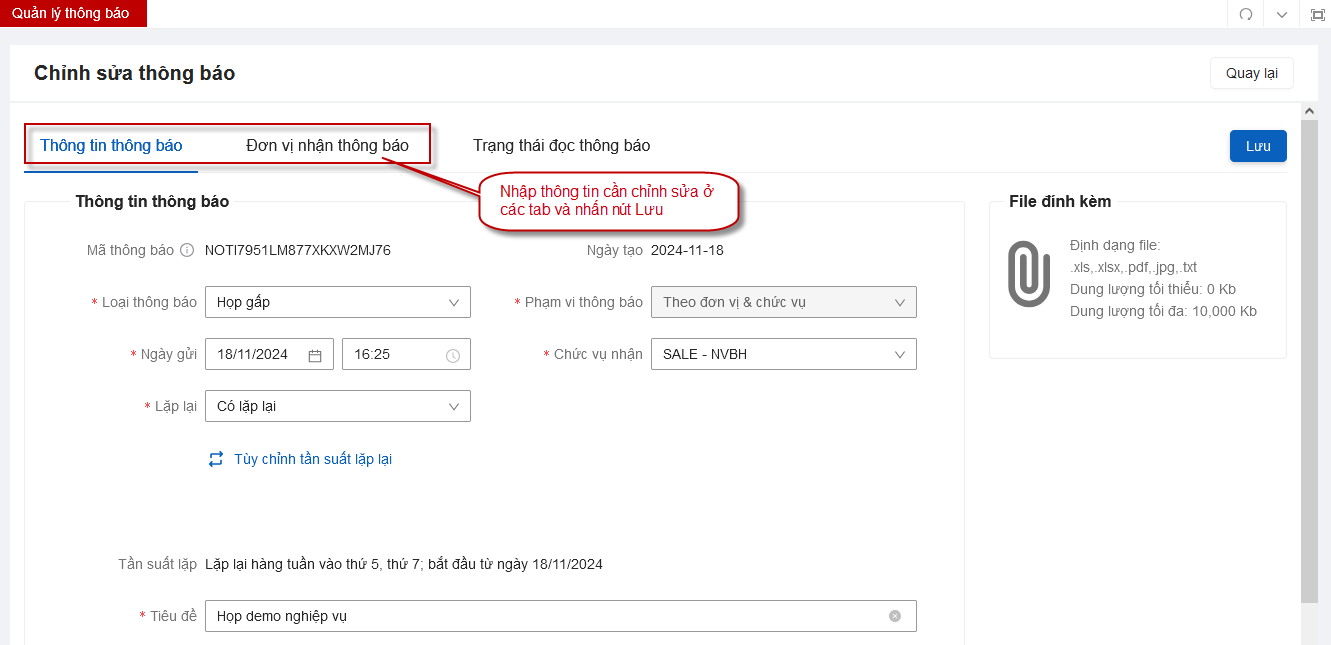 Quản lý thông báo
Chỉnh sửa thông báo
Quay lại
Thông tin thông báo
Đơn vị nhận thông báo
Trạng thái đọc thông báo
Lưu
Nhập thông tin cần chỉnh sửa ở
các tab và nhấn nút Lưu
Thông tin thông báo
Mã thông báo NOTI7951LM877XKXW2MJ76
Ngày tạo 2024-11-18
* Loại thông báo Họp gấp
* Phạm vi thông báo Theo đơn vị & chức vụ
* Ngày gửi 18/11/2024 16:25
* Chức vụ nhận SALE - NVBH
* Lặp lại Có lặp lại
Tùy chỉnh tần suất lặp lại
Tần suất lặp Lặp lại hàng tuần vào thứ 5, thứ 7; bắt đầu từ ngày 18/11/2024
* Tiêu đề Họp demo nghiệp vụ
File đính kèm
Định dạng file:
.xls,.xlsx,.pdf,.jpg,.txt
Dung lượng tối thiểu: 0 Kb
Dung lượng tối đa: 10,000 Kb